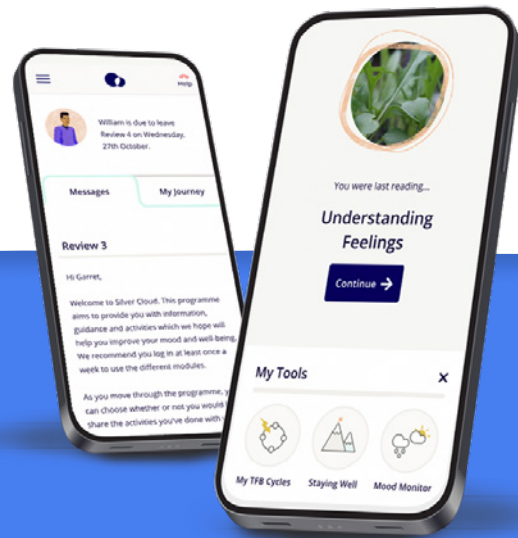 Help
William is due to leave
Review 4 on Wednesday,
27th October.
Messages
My Journey
Review 3
Hi Garret,
Welcome to Silver Cloud. This programme
aims to provide you with information,
guidance and activities which we hope will
help you improve your mood and well-being.
We recommend you log in at least once a
week to use the different modules.
As you move through the programme,
can choose whether or not you would
share the activities you've done with
You were last reading...
Understanding
Feelings
Continue
My Tools
My TFB Cycles
Staying Well
Mood Monitor